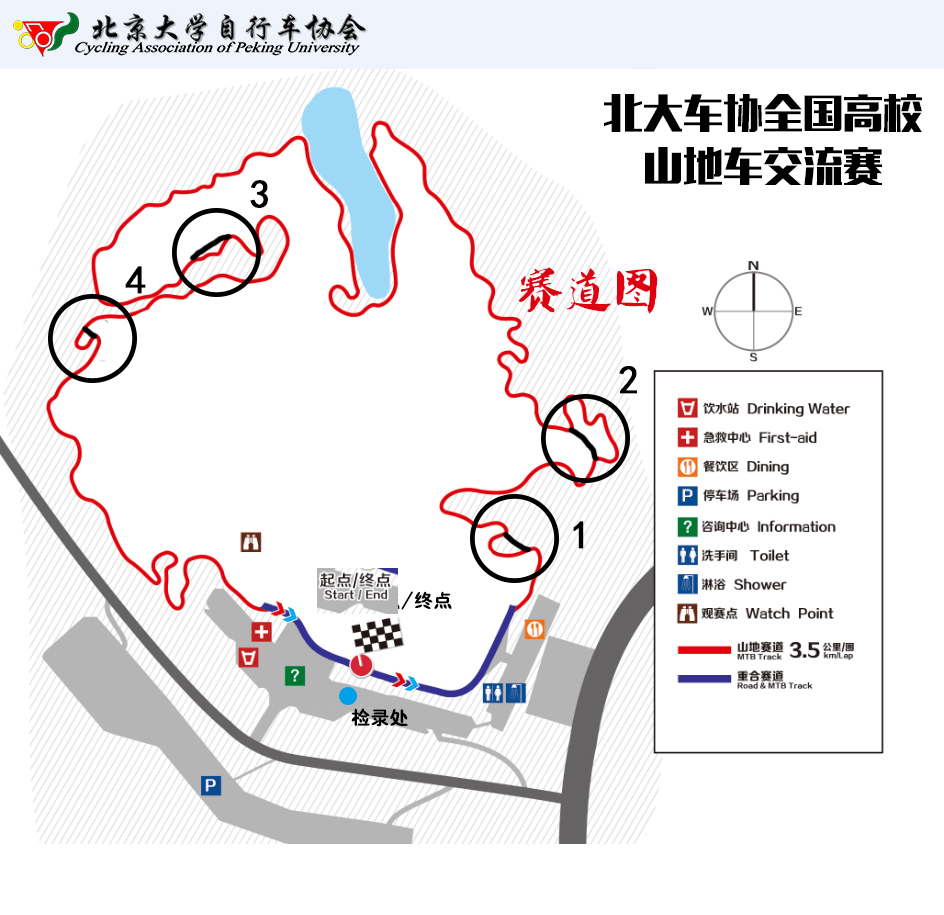 北京大学自行车协会
Cycling Association of Peking University
北大车协全国高校
山地车交流赛
赛道图
3
4
N
W
E
S
2
饮水站 Drinking Water
急救中心 First-aid
餐饮区 Dining
P 停车场 Parking
? 咨询中心 Information
洗手间 Toilet
淋浴 Shower
观赛点 Watch Point
山地赛道 3.5 公里/圈
MTB Track km/Lap
重合赛道
Road & MTB Track
1
起点/终点
Start / End
/终点
?
检录处
P